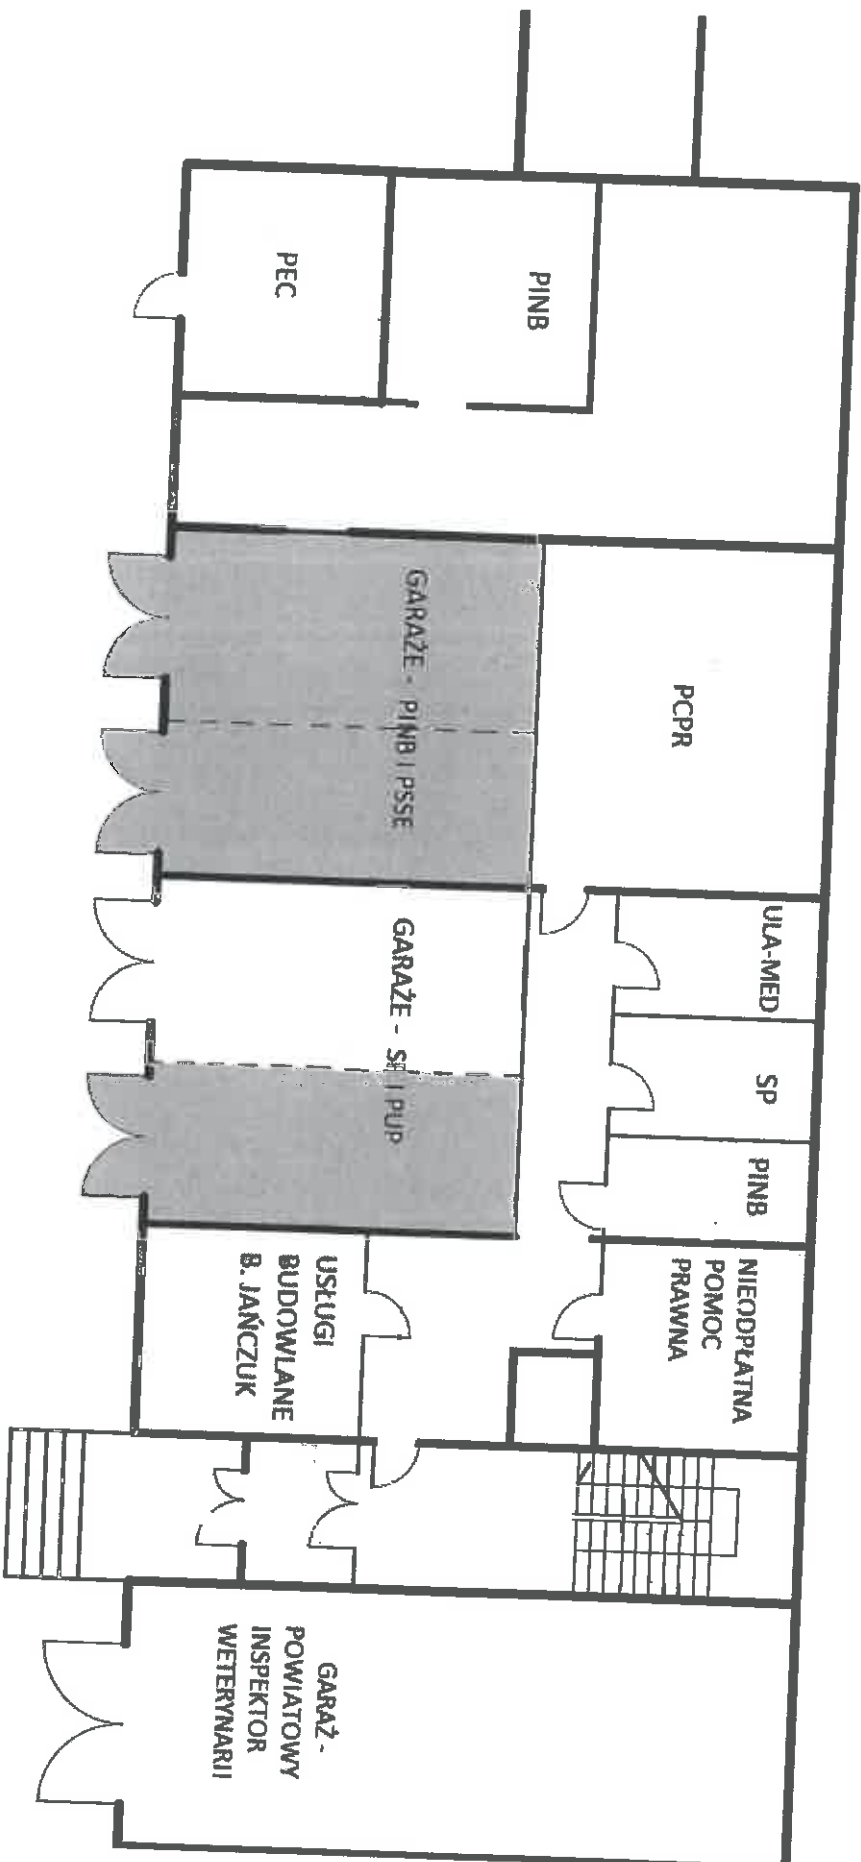 PEC
PINB
GARAŻE - PINB I PSSE
PCPR
GARAŻE - SP I PUP
ULA-MED
SP
PINB
NIEODPŁATNA
POMOC
PRAWNA
USŁUGI
BUDOWLANE
B. JAŃCZUK
GARAŻ -
POWIATOWY
INSPEKTOR
WETERYNARII